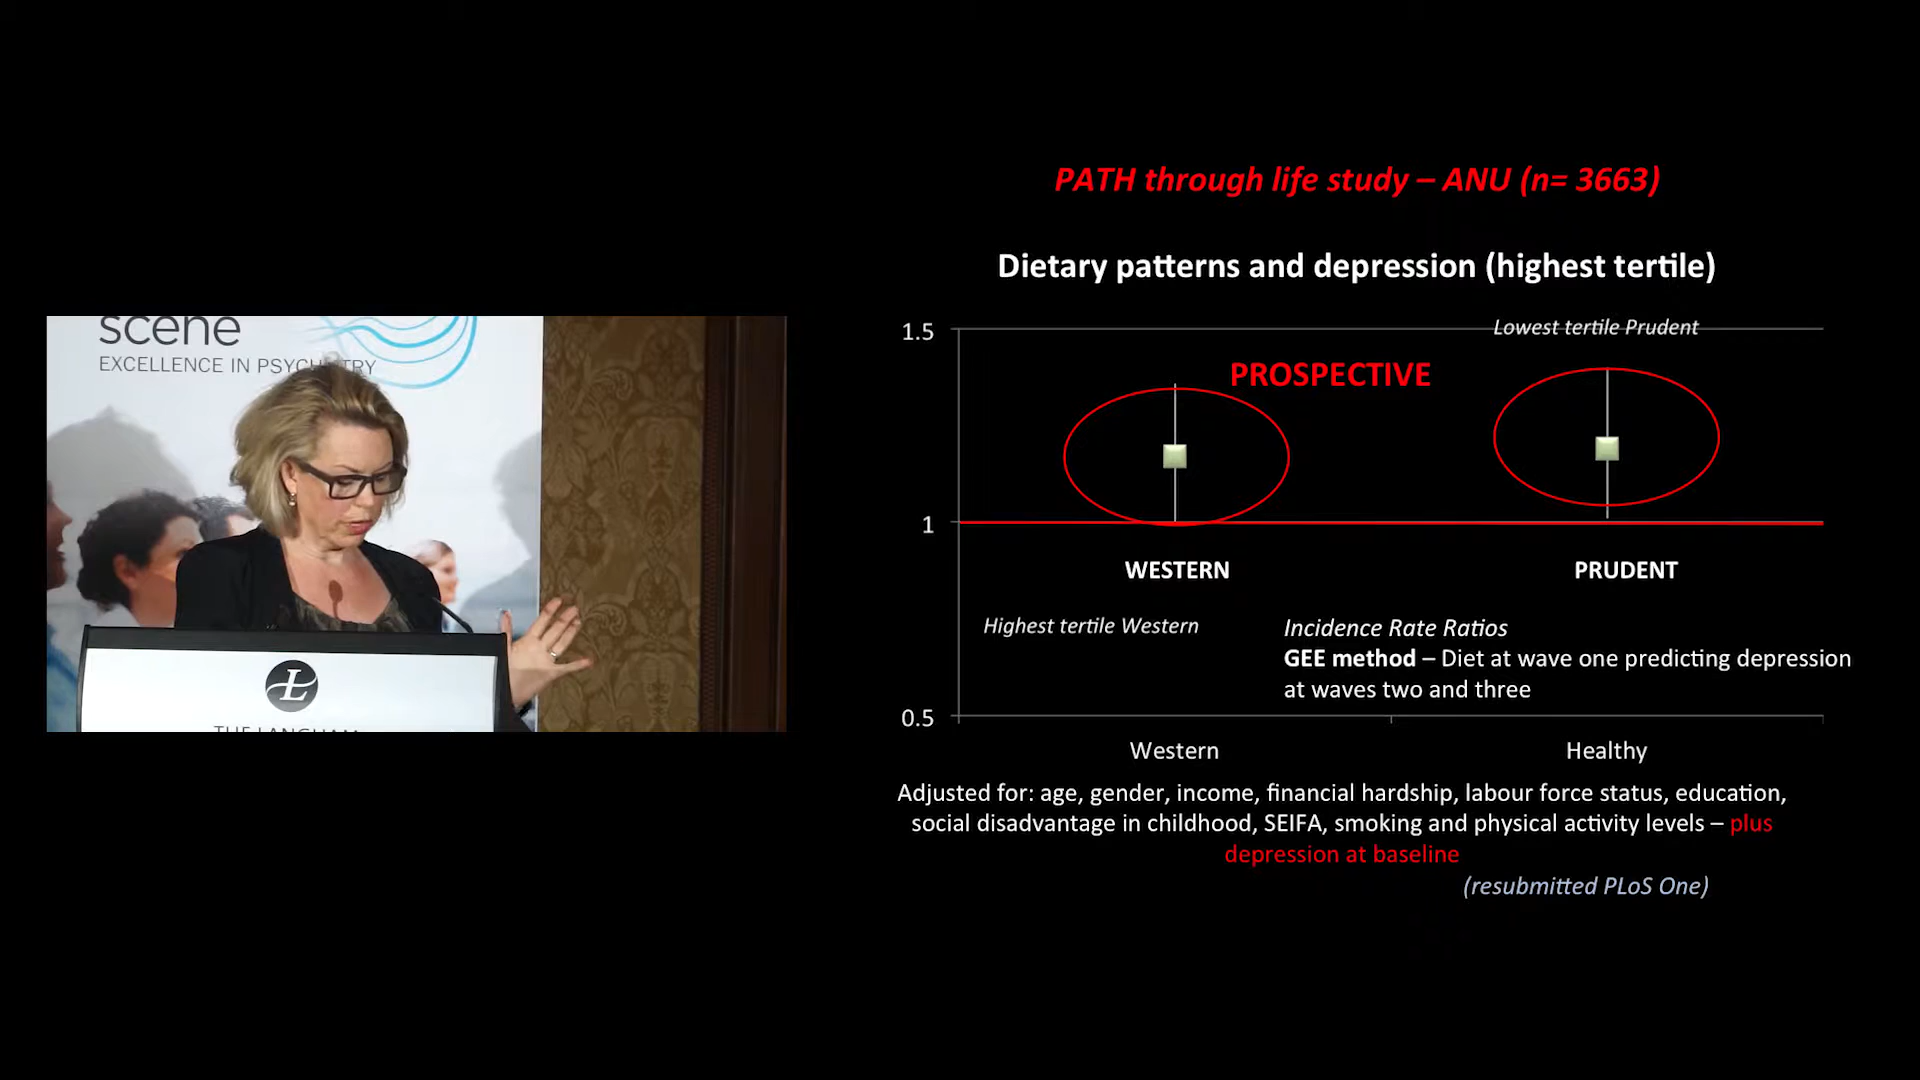 scene
EXCELLENCE IN PSYCHIATRY
THE LANGHAM
PATH through life study – ANU (n= 3663)
Dietary patterns and depression (highest tertile)
1.5
Lowest tertile Prudent
PROSPECTIVE
1
WESTERN
PRUDENT
Highest tertile Western
Incidence Rate Ratios
GEE method – Diet at wave one predicting depression
at waves two and three
0.5
Western
Healthy
Adjusted for: age, gender, income, financial hardship, labour force status, education,
social disadvantage in childhood, SEIFA, smoking and physical activity levels – plus
depression at baseline
(resubmitted PLoS One)